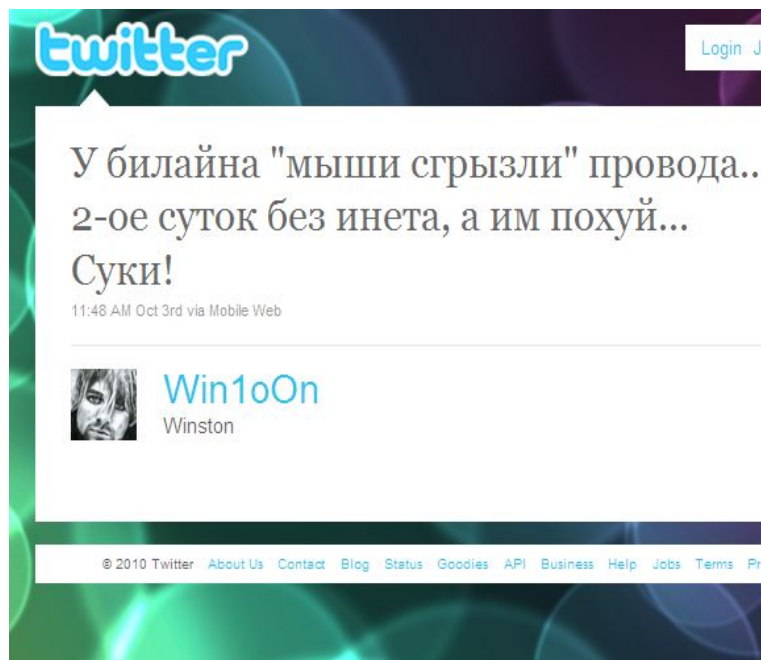 twitter
Login
У билайна "мыши сгрызли" провода..
2-ое суток без инета, а им похуй...
Суки!
11:48 AM Oct 3rd via Mobile Web
Win1oOn
Winston
© 2010 Twitter About Us Contact Blog Status Goodies API Business Help Jobs Terms